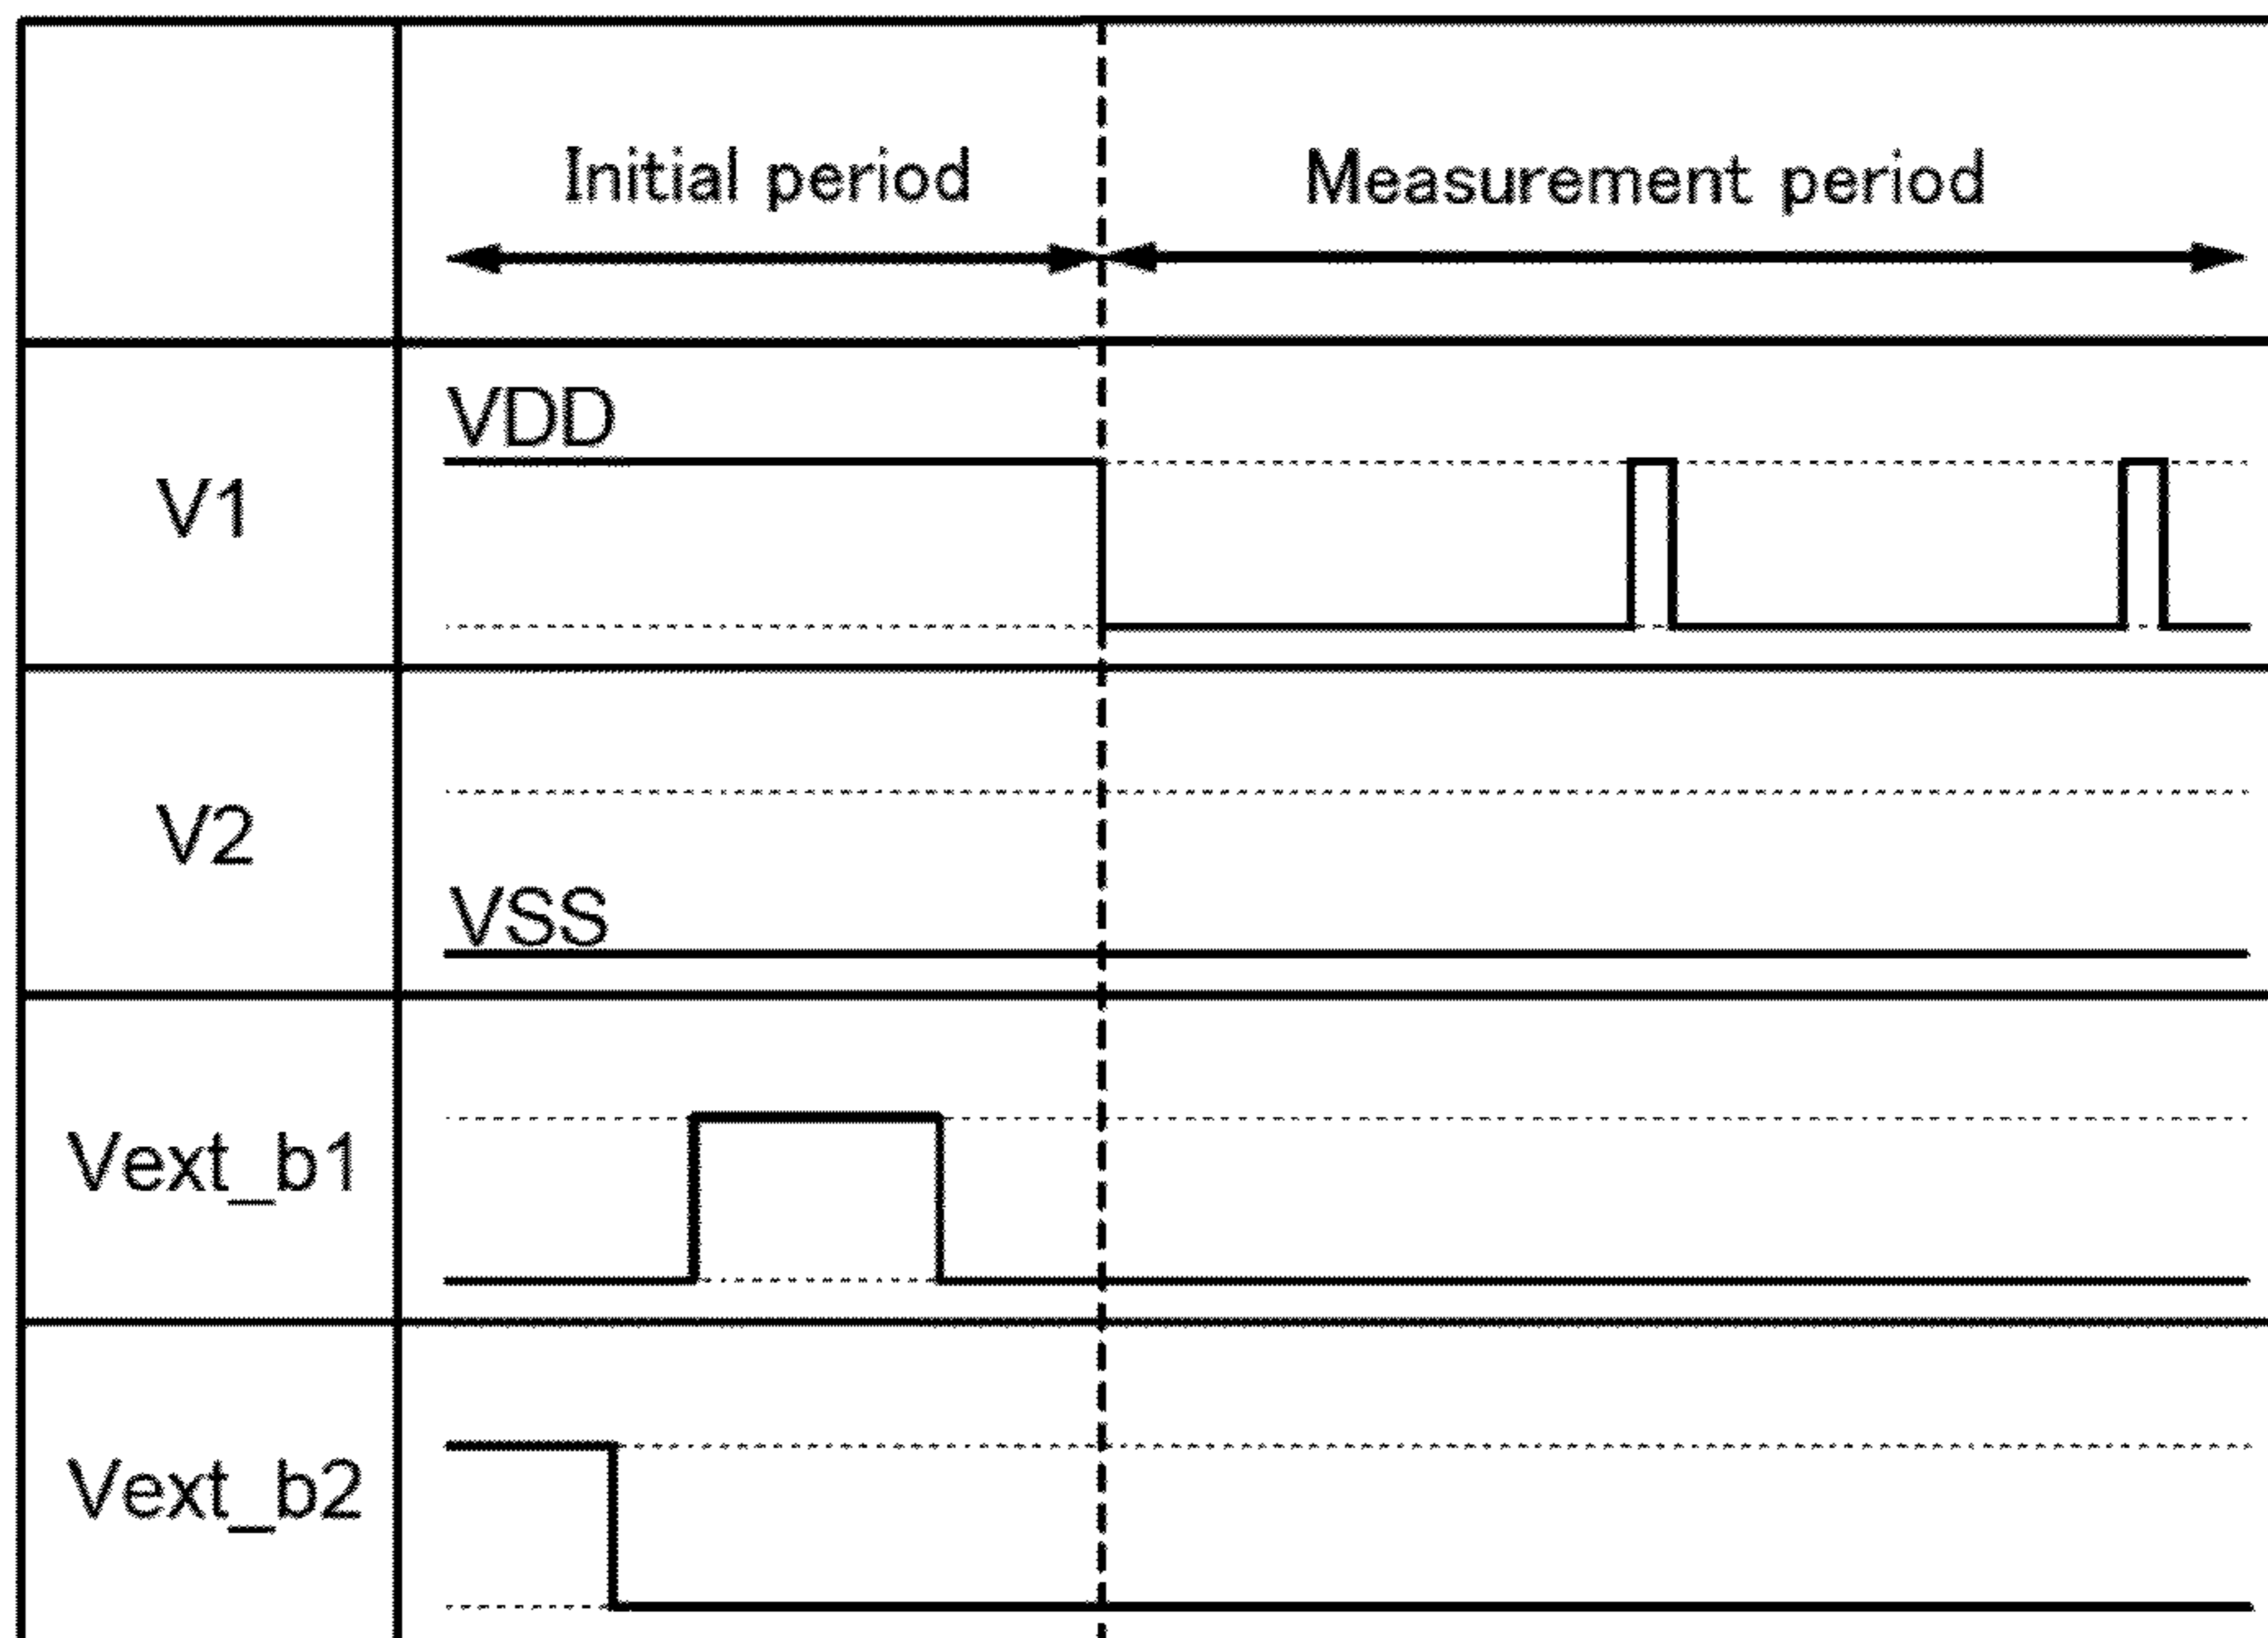 Initial period
Measurement period
VDD
V1
V2
VSS
Vext_b1
Vext_b2